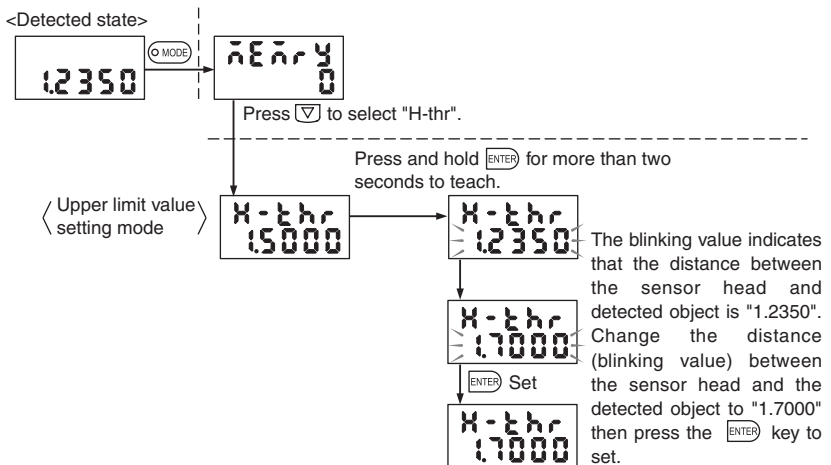 <Detected state>
1.2350
MODE
mEmry
0
Press to select "H-thr".
Press and hold ENTER for more than two
seconds to teach.
Upper limit value
setting mode
H-thr
1.5000
H-thr
1.2350
The blinking value indicates
that the distance between
the sensor head and
detected object is "1.2350".
Change the distance
(blinking value) between
the sensor head and the
detected object to "1.7000"
then press the ENTER key to
set.
H-thr
1.7000
ENTER Set
H-thr
1.7000